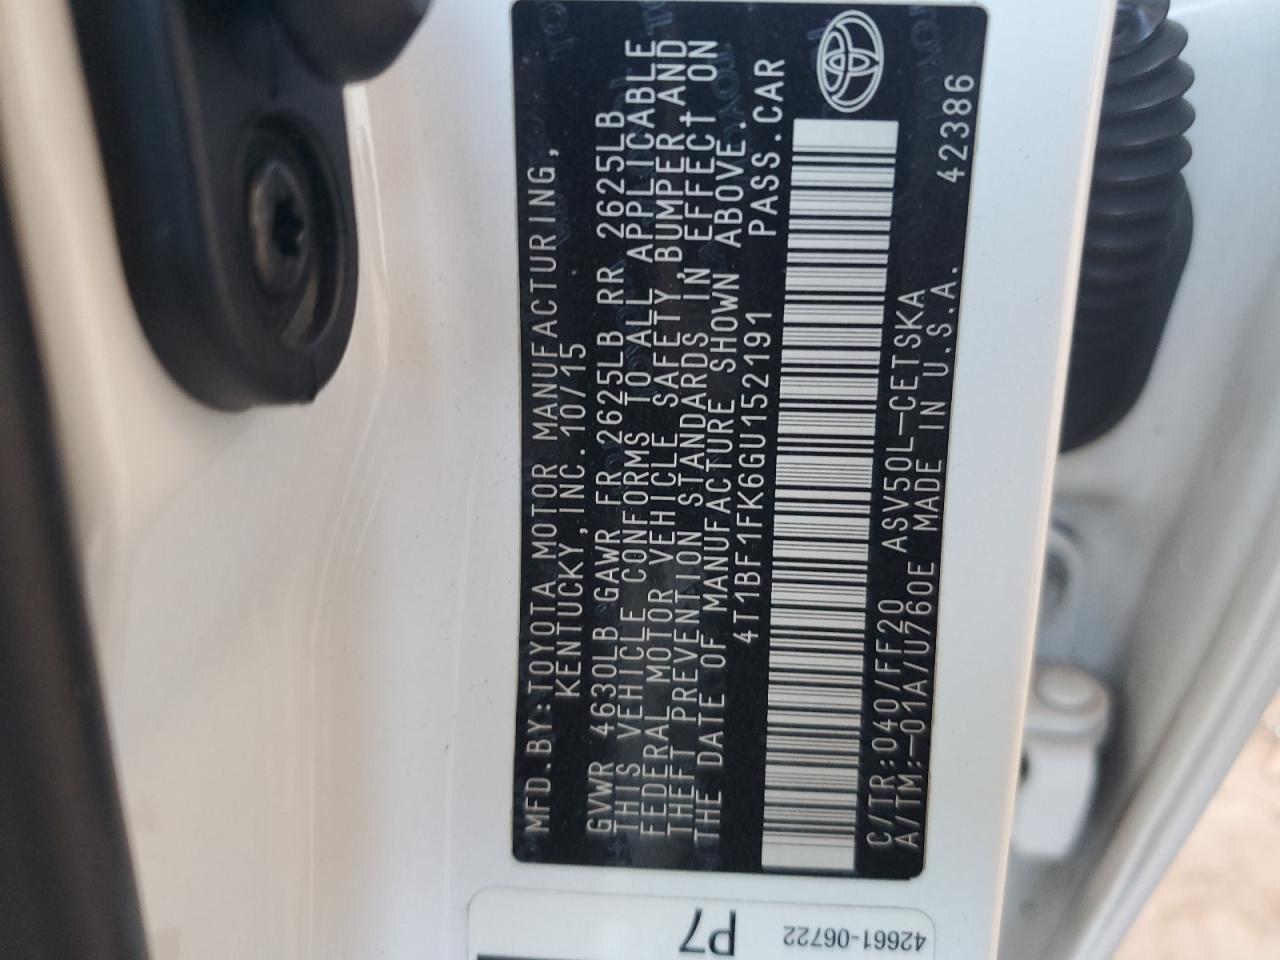 MFD.BY:TOYOTA MOTOR MANUFACTURING,
KENTUCKY,INC. 10/15
GVWR 4630LB GAWR FR 2625LB RR 2625LB
THIS VEHICLE CONFORMS TO ALL APPLICABLE
FEDERAL MOTOR VEHICLE SAFETY,BUMPER AND
THEFT PREVENTION STANDARDS IN EFFECT ON
THE DATE OF MANUFACTURE SHOWN ABOVE.
4T1BF1FK6GU152191 PASS.CAR
C/TR:040/FF20 ASV50L-CETSKA 42386
A/TM:-01A/U760E MADE IN U.S.A.
P7
42661-06722